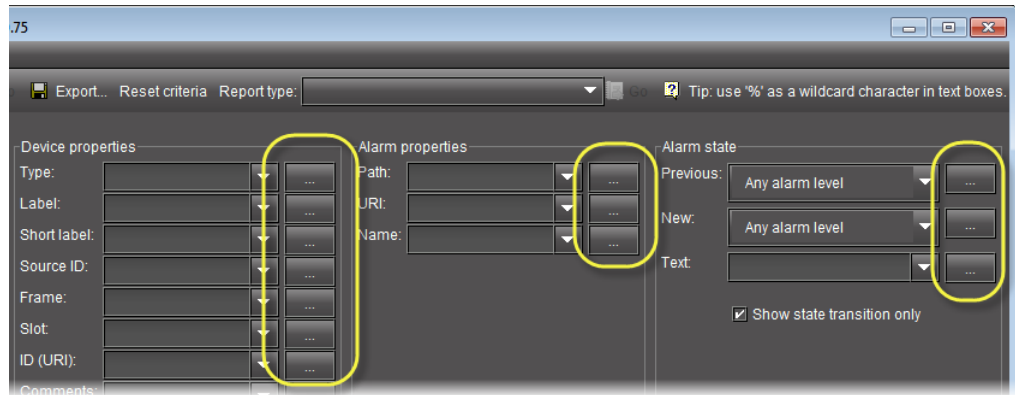 .75
Export... Reset criteria Report type: Go Tip: use '%' as a wildcard character in text boxes.
Device properties
Type: ...
Label: ...
Short label: ...
Source ID: ...
Frame: ...
Slot: ...
ID (URI): ...
Comments:
Alarm properties
Path: ...
URI: ...
Name: ...
Alarm state
Previous: Any alarm level ...
New: Any alarm level ...
Text: ...
Show state transition only